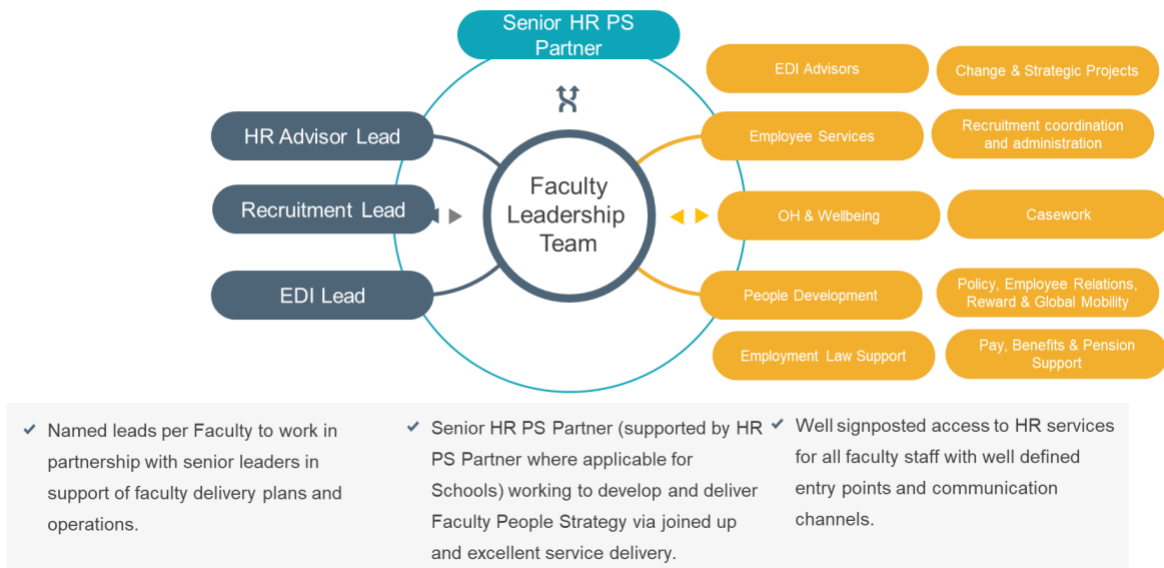 Senior HR PS
Partner
HR Advisor Lead
Recruitment Lead
EDI Lead
Faculty
Leadership
Team
EDI Advisors
Change & Strategic Projects
Employee Services
Recruitment coordination
and administration
OH & Wellbeing
Casework
People Development
Policy, Employee Relations,
Reward & Global Mobility
Employment Law Support
Pay, Benefits & Pension
Support
Named leads per Faculty to work in
partnership with senior leaders in
support of faculty delivery plans and
operations.
Senior HR PS Partner (supported by HR
PS Partner where applicable for
Schools) working to develop and deliver
Faculty People Strategy via joined up
and excellent service delivery.
Well signposted access to HR services
for all faculty staff with well defined
entry points and communication
channels.